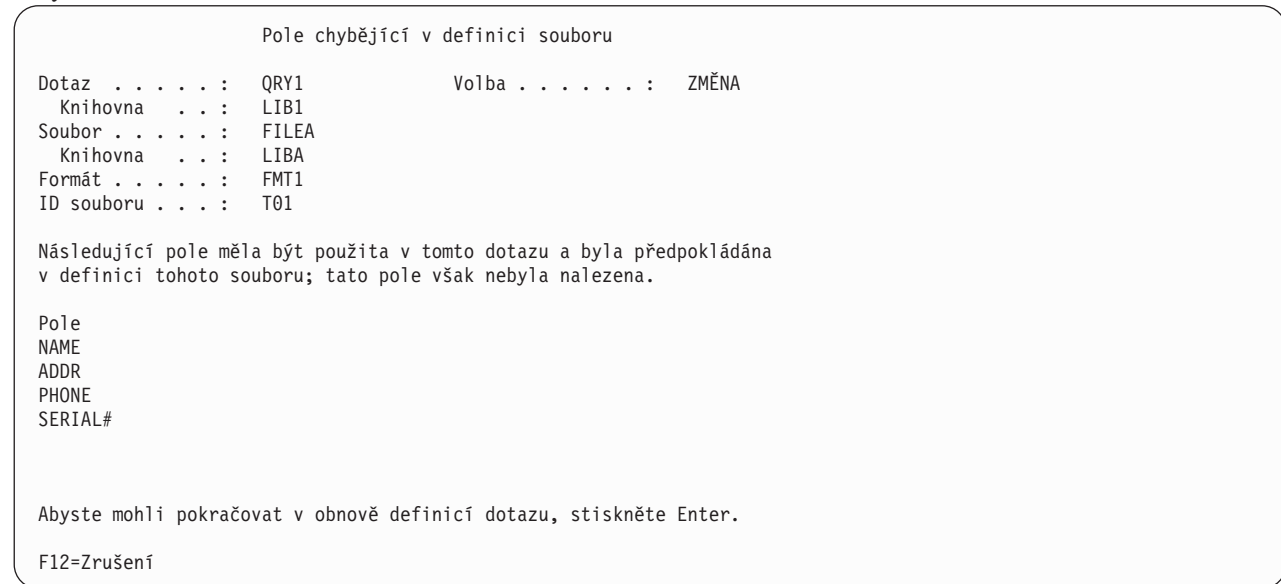 Pole chybějící v definici souboru
Dotaz . . . . . : QRY1 Volba . . . . . . : ZMĚNA
Knihovna . . : LIB1
Soubor . . . . . : FILEA
Knihovna . . : LIBA
Formát . . . . . : FMT1
ID souboru . . . : T01
Následující pole měla být použita v tomto dotazu a byla předpokládána
v definici tohoto souboru; tato pole však nebyla nalezena.
Pole
NAME
ADDR
PHONE
SERIAL#
Abyste mohli pokračovat v obnově definicí dotazu, stiskněte Enter.
F12=Zrušení